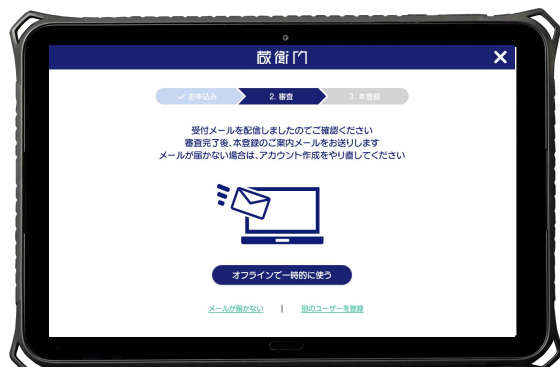 蔵衛門
✓ お申込み
2. 審査
3. 本登録
受付メールを配信しましたのでご確認ください
審査完了後、本登録のご案内メールをお送りします
メールが届かない場合は、アカウント作成をやり直してください
オフラインで一時的に使う
メールが届かない | 別のユーザーを登録